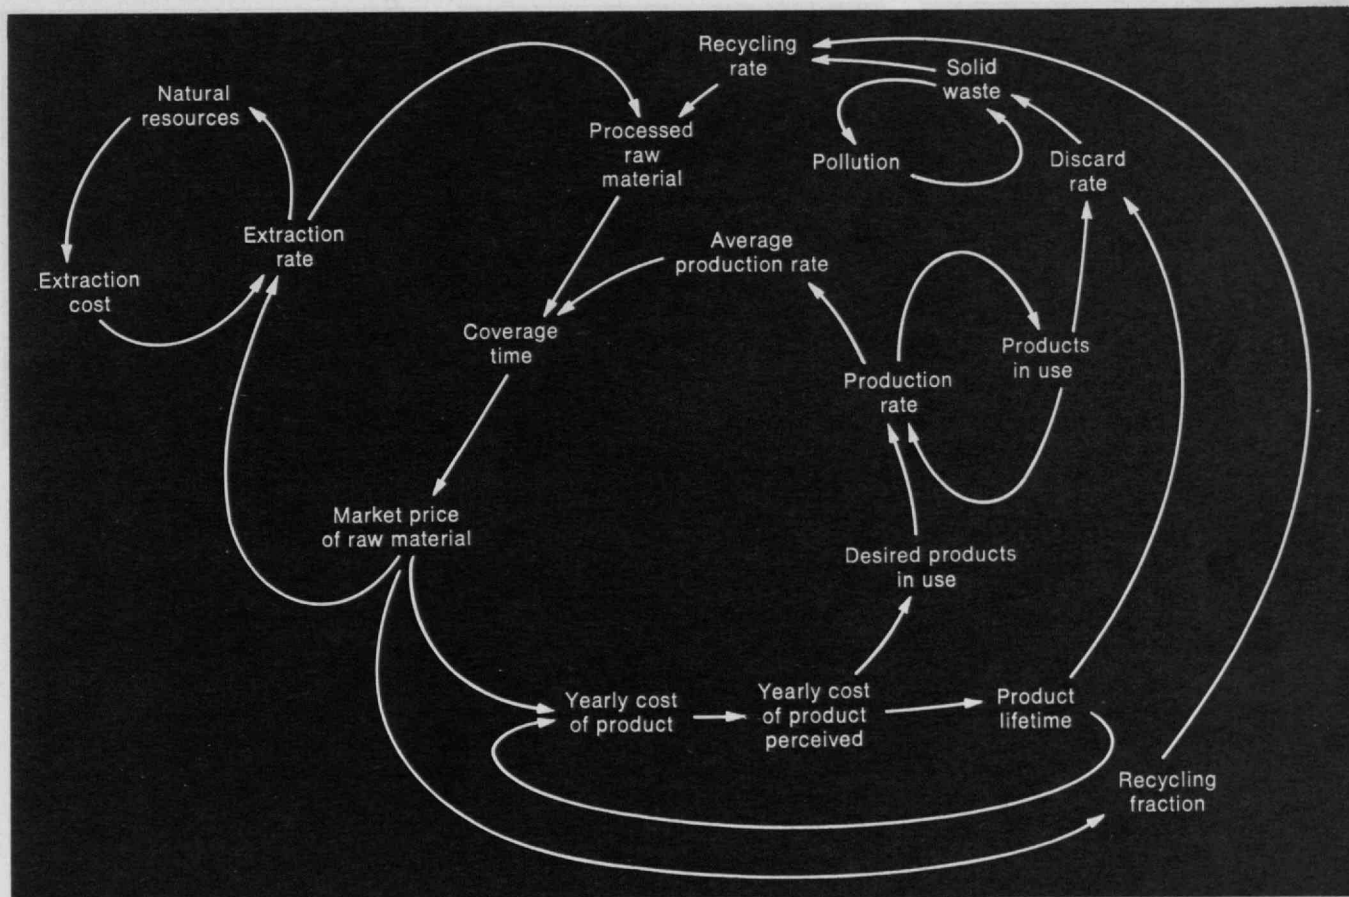 Recycling
rate
Solid
waste
Natural
resources
Processed
raw
material
Pollution
Discard
rate
Extraction
rate
Average
production rate
Extraction
cost
Coverage
time
Products
in use
Production
rate
Market price
of raw material
Desired products
in use
Yearly cost
of product
Yearly cost
of product
perceived
Product
lifetime
Recycling
fraction